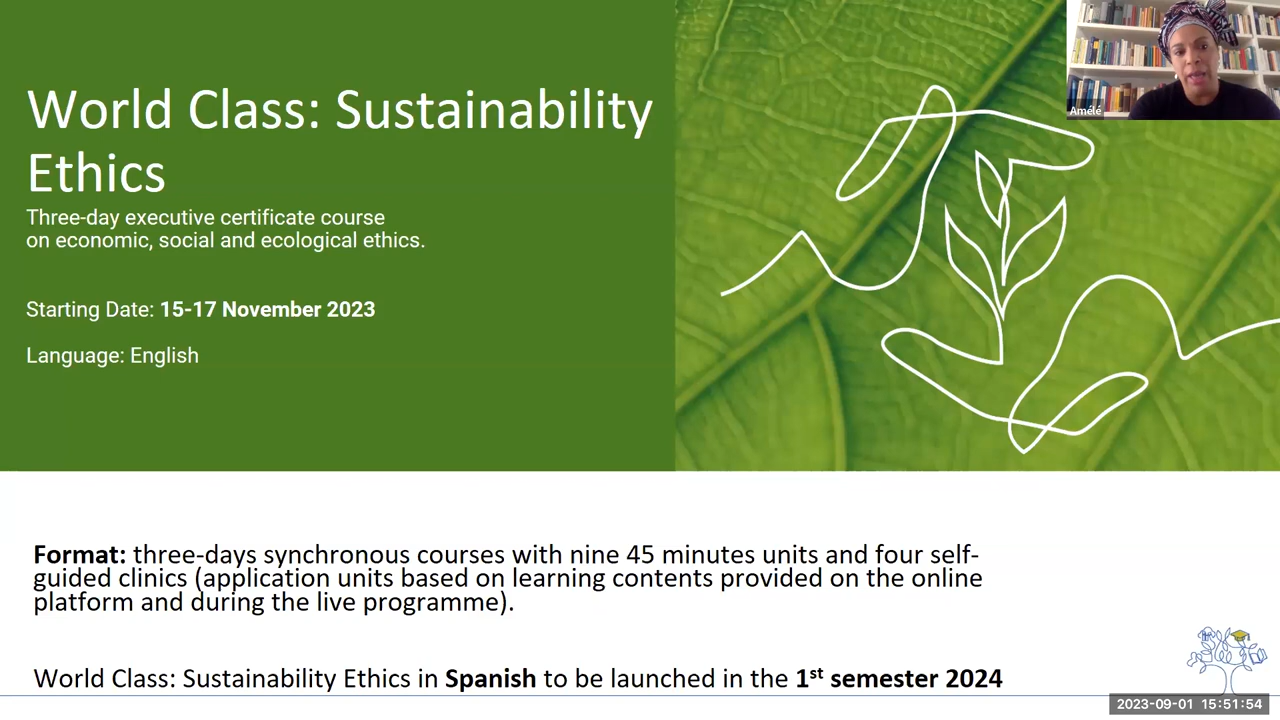 World Class: Sustainability
Ethics
Three-day executive certificate course
on economic, social and ecological ethics.
Starting Date: 15-17 November 2023
Language: English
Amélé
Format: three-days synchronous courses with nine 45 minutes units and four self-
guided clinics (application units based on learning contents provided on the online
platform and during the live programme).
World Class: Sustainability Ethics in Spanish to be launched in the 1st semester 2024
2023-09-01 15:51:54